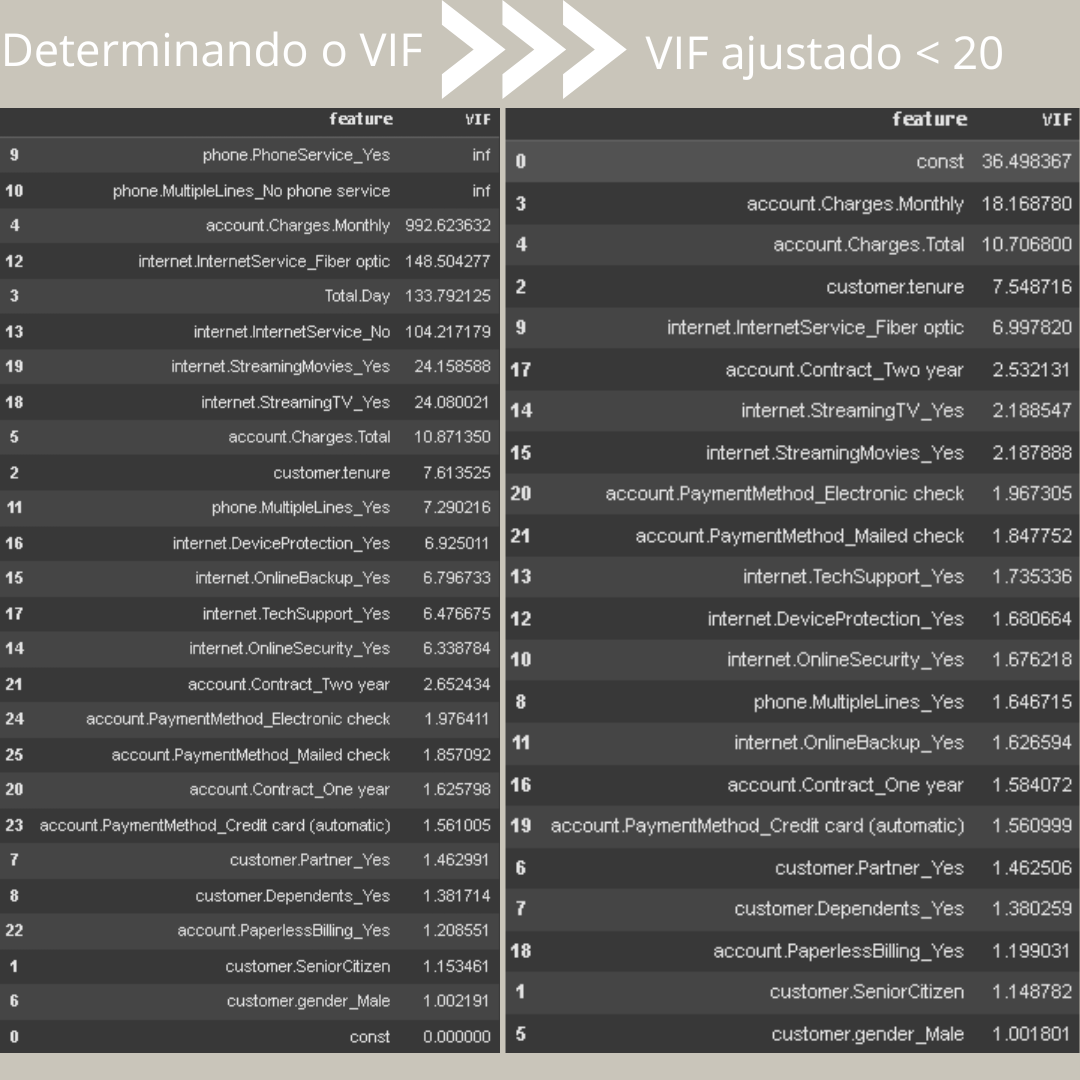 Determinando o VIF
VIF ajustado < 20
feature VIF
9 phone.PhoneService_Yes inf
10 phone.MultipleLines_No phone service inf
4 account.Charges.Monthly 992.623632
12 internet.InternetService_Fiber optic 148.504277
3 Total.Day 133.792125
13 internet.InternetService_No 104.217179
19 internet.StreamingMovies_Yes 24.158588
18 internet.StreamingTV_Yes 24.080021
5 account.Charges.Total 10.871350
2 customer.tenure 7.613525
11 phone.MultipleLines_Yes 7.290216
16 internet.DeviceProtection_Yes 6.925011
15 internet.OnlineBackup_Yes 6.796733
17 internet.TechSupport_Yes 6.476675
14 internet.OnlineSecurity_Yes 6.338784
21 account.Contract_Two year 2.652434
24 account.PaymentMethod_Electronic check 1.976411
25 account.PaymentMethod_Mailed check 1.857092
20 account.Contract_One year 1.625798
23 account.PaymentMethod_Credit card (automatic) 1.561005
7 customer.Partner_Yes 1.462991
8 customer.Dependents_Yes 1.381714
22 account.PaperlessBilling_Yes 1.208551
1 customer.SeniorCitizen 1.153461
6 customer.gender_Male 1.002191
0 const 0.000000
feature VIF
0 const 36.498367
3 account.Charges.Monthly 18.168780
4 account.Charges.Total 10.706800
2 customer.tenure 7.548716
9 internet.InternetService_Fiber optic 6.997820
17 account.Contract_Two year 2.532131
14 internet.StreamingTV_Yes 2.188547
15 internet.StreamingMovies_Yes 2.187888
20 account.PaymentMethod_Electronic check 1.967305
21 account.PaymentMethod_Mailed check 1.847752
13 internet.TechSupport_Yes 1.735336
12 internet.DeviceProtection_Yes 1.680664
10 internet.OnlineSecurity_Yes 1.676218
8 phone.MultipleLines_Yes 1.646715
11 internet.OnlineBackup_Yes 1.626594
16 account.Contract_One year 1.584072
19 account.PaymentMethod_Credit card (automatic) 1.560999
6 customer.Partner_Yes 1.462506
7 customer.Dependents_Yes 1.380259
18 account.PaperlessBilling_Yes 1.199031
1 customer.SeniorCitizen 1.148782
5 customer.gender_Male 1.001801